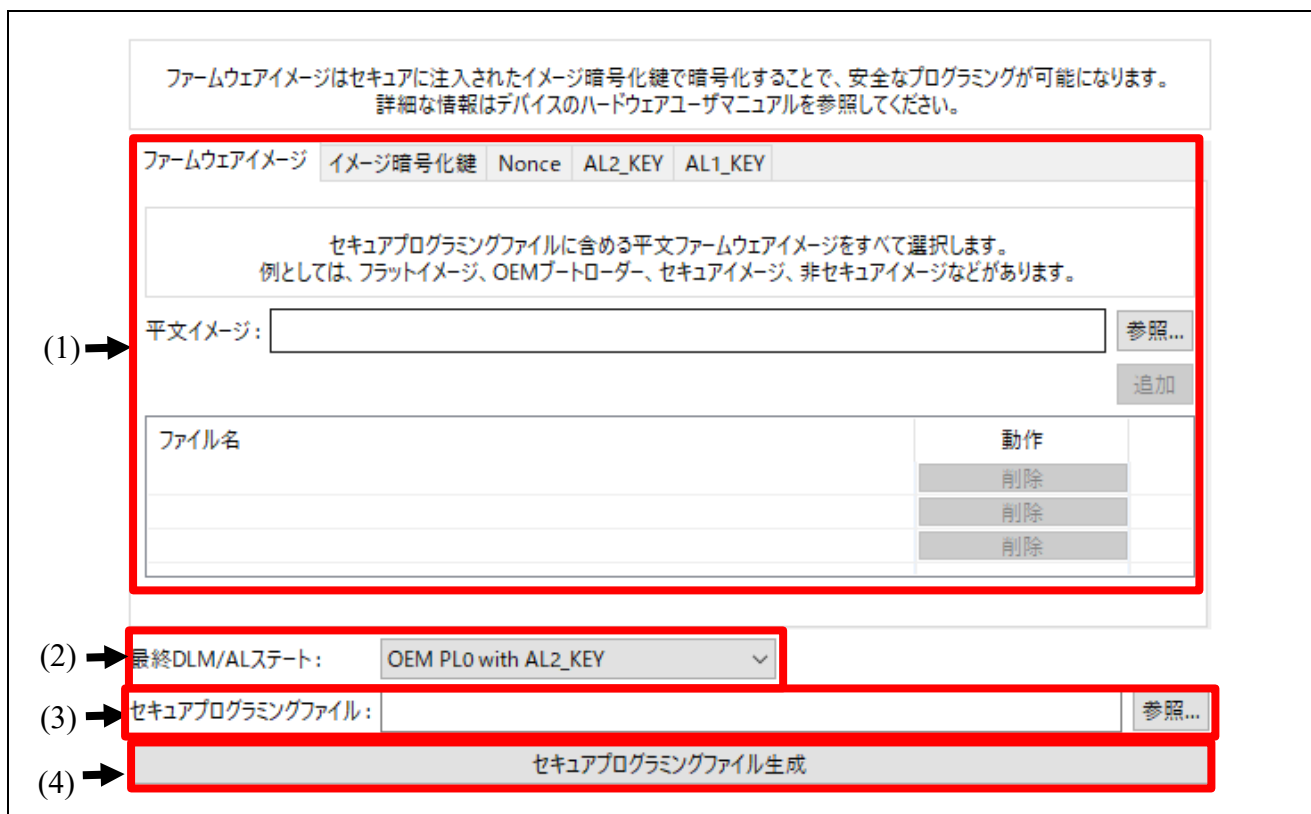 ファームウェアイメージはセキュアに注入されたイメージ暗号化鍵で暗号化することで、安全なプログラミングが可能になります。
詳細な情報はデバイスのハードウェアユーザマニュアルを参照してください。
ファームウェアイメージ イメージ暗号化鍵 Nonce AL2_KEY AL1_KEY
セキュアプログラミングファイルに含める平文ファームウェアイメージをすべて選択します。
例としては、フラットイメージ、OEMブートローダー、セキュアイメージ、非セキュアイメージなどがあります。
(1) 平文イメージ: 参照...
追加
ファイル名 動作
削除
削除
削除
(2) 最終DLM/ALステート: OEM PL0 with AL2_KEY
(3) セキュアプログラミングファイル: 参照...
(4) セキュアプログラミングファイル生成